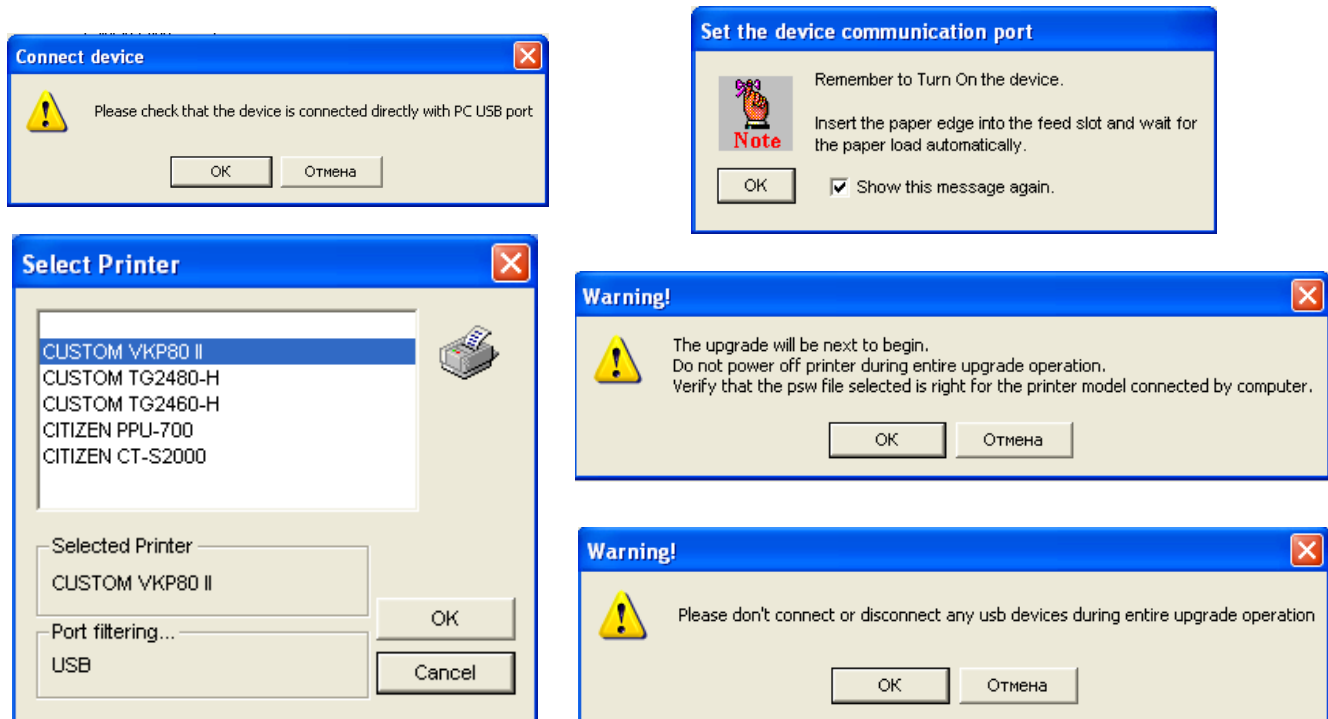 Connect device
Please check that the device is connected directly with PC USB port
OK
Отмена
Set the device communication port
Remember to Turn On the device.
Insert the paper edge into the feed slot and wait for
the paper load automatically.
Note
OK
Show this message again.
Select Printer
CUSTOM VKP80 II
CUSTOM TG2480-H
CUSTOM TG2460-H
CITIZEN PPU-700
CITIZEN CT-S2000
Selected Printer
CUSTOM VKP80 II
Port filtering...
USB
OK
Cancel
Warning!
The upgrade will be next to begin.
Do not power off printer during entire upgrade operation.
Verify that the psw file selected is right for the printer model connected by computer.
OK
Отмена
Warning!
Please don't connect or disconnect any usb devices during entire upgrade operation
OK
Отмена